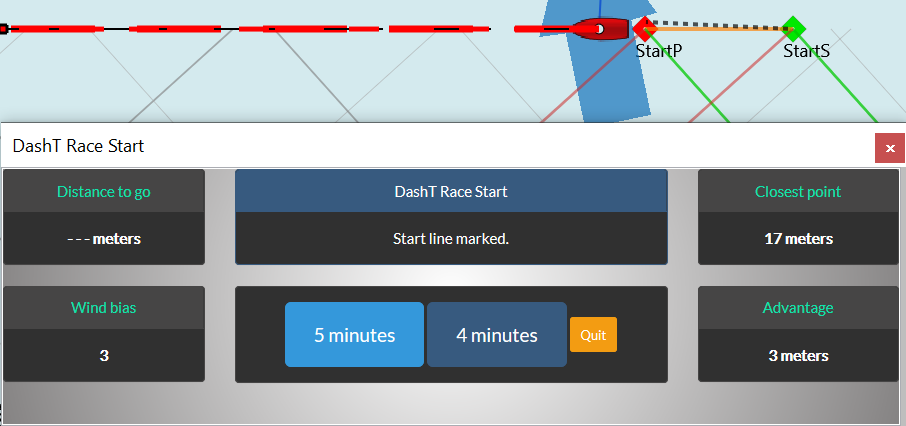 StartP
StartS
DashT Race Start
×
Distance to go
DashT Race Start
Closest point
--- meters
Start line marked.
17 meters
Wind bias
5 minutes
4 minutes
Quit
Advantage
3
3 meters